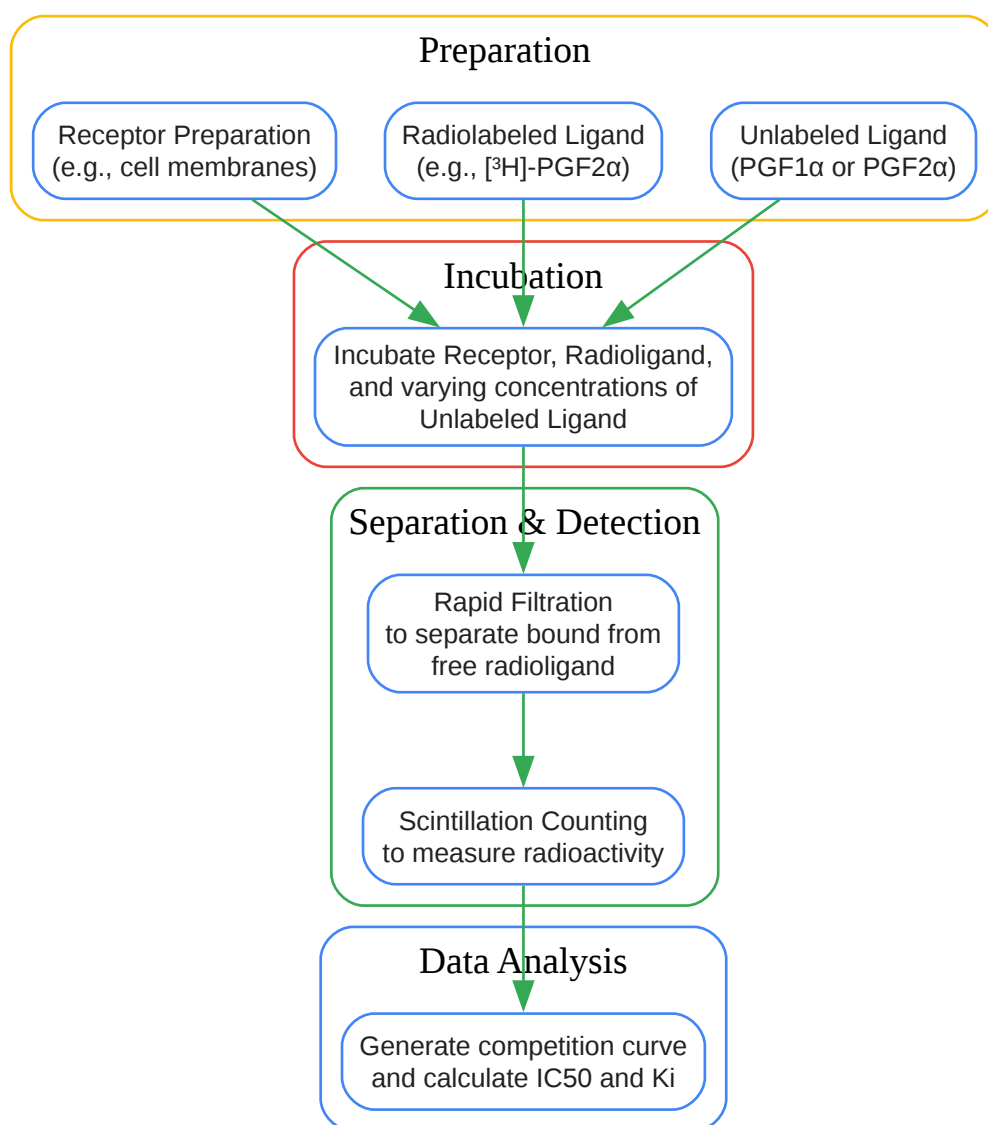 Preparation
Receptor Preparation
(e.g., cell membranes)
Radiolabeled Ligand
(e.g., [³H]-PGF2α)
Unlabeled Ligand
(PGF1α or PGF2α)
Incubation
Incubate Receptor, Radioligand,
and varying concentrations of
Unlabeled Ligand
Separation & Detection
Rapid Filtration
to separate bound from
free radioligand
Scintillation Counting
to measure radioactivity
Data Analysis
Generate competition curve
and calculate IC50 and Ki